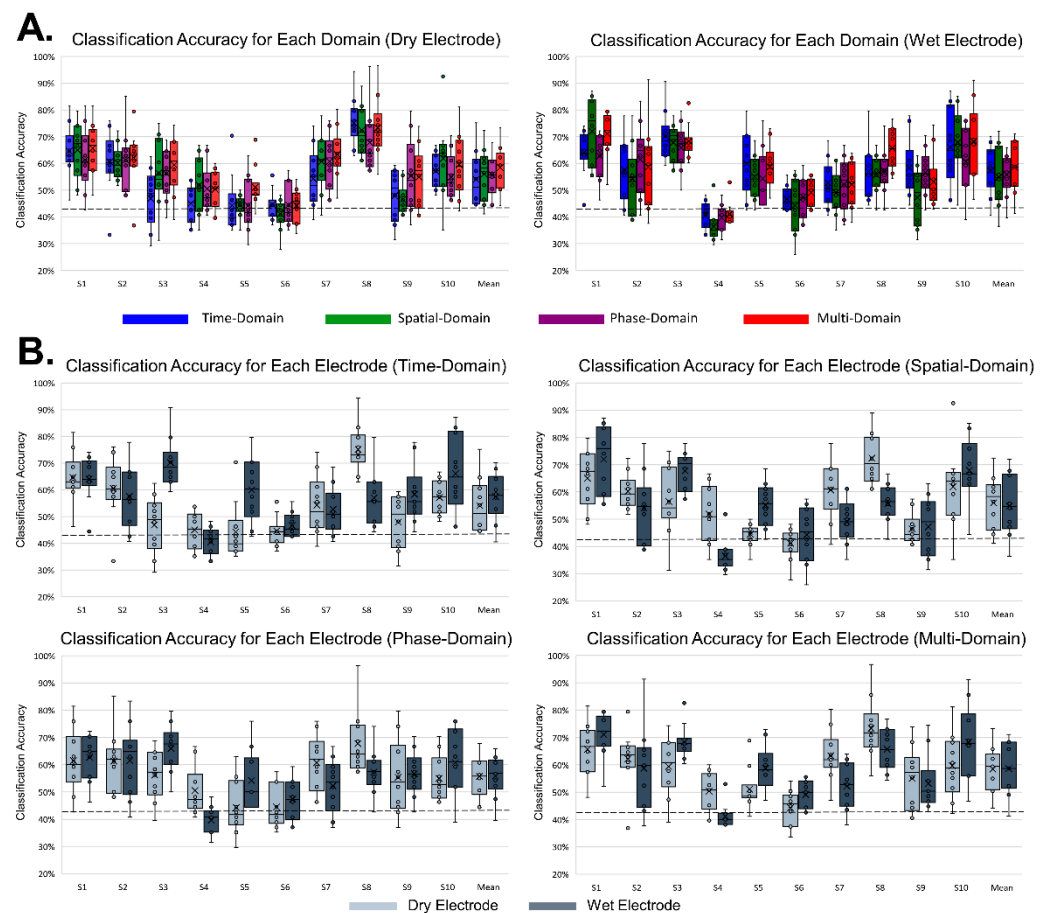 A.
Classification Accuracy for Each Domain (Dry Electrode)
Classification Accuracy
100%
90%
80%
70%
60%
50%
40%
30%
20%
S1 S2 S3 S4 S5 S6 S7 S8 S9 S10 Mean
Classification Accuracy for Each Domain (Wet Electrode)
Classification Accuracy
100%
90%
80%
70%
60%
50%
40%
30%
20%
S1 S2 S3 S4 S5 S6 S7 S8 S9 S10 Mean
Time-Domain Spatial-Domain Phase-Domain Multi-Domain
B.
Classification Accuracy for Each Electrode (Time-Domain)
Classification Accuracy
100%
90%
80%
70%
60%
50%
40%
30%
20%
S1 S2 S3 S4 S5 S6 S7 S8 S9 S10 Mean
Classification Accuracy for Each Electrode (Spatial-Domain)
Classification Accuracy
100%
90%
80%
70%
60%
50%
40%
30%
20%
S1 S2 S3 S4 S5 S6 S7 S8 S9 S10 Mean
Classification Accuracy for Each Electrode (Phase-Domain)
Classification Accuracy
100%
90%
80%
70%
60%
50%
40%
30%
20%
S1 S2 S3 S4 S5 S6 S7 S8 S9 S10 Mean
Classification Accuracy for Each Electrode (Multi-Domain)
Classification Accuracy
100%
90%
80%
70%
60%
50%
40%
30%
20%
S1 S2 S3 S4 S5 S6 S7 S8 S9 S10 Mean
Dry Electrode Wet Electrode